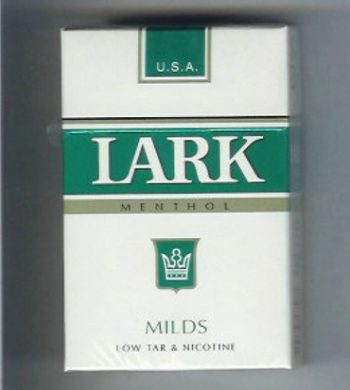 U.S.A.
LARK
MENTHOL
MILDS
LOW TAR & NICOTINE